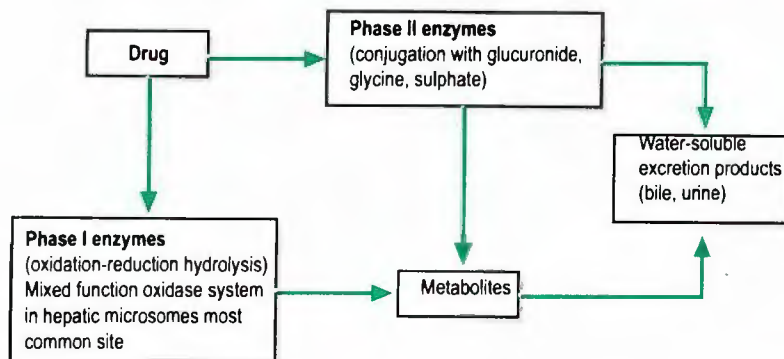 Drug
Phase II enzymes
(conjugation with glucuronide,
glycine, sulphate)
Water-soluble
excretion products
(bile, urine)
Phase I enzymes
(oxidation-reduction hydrolysis)
Mixed function oxidase system
in hepatic microsomes most
common site
Metabolites